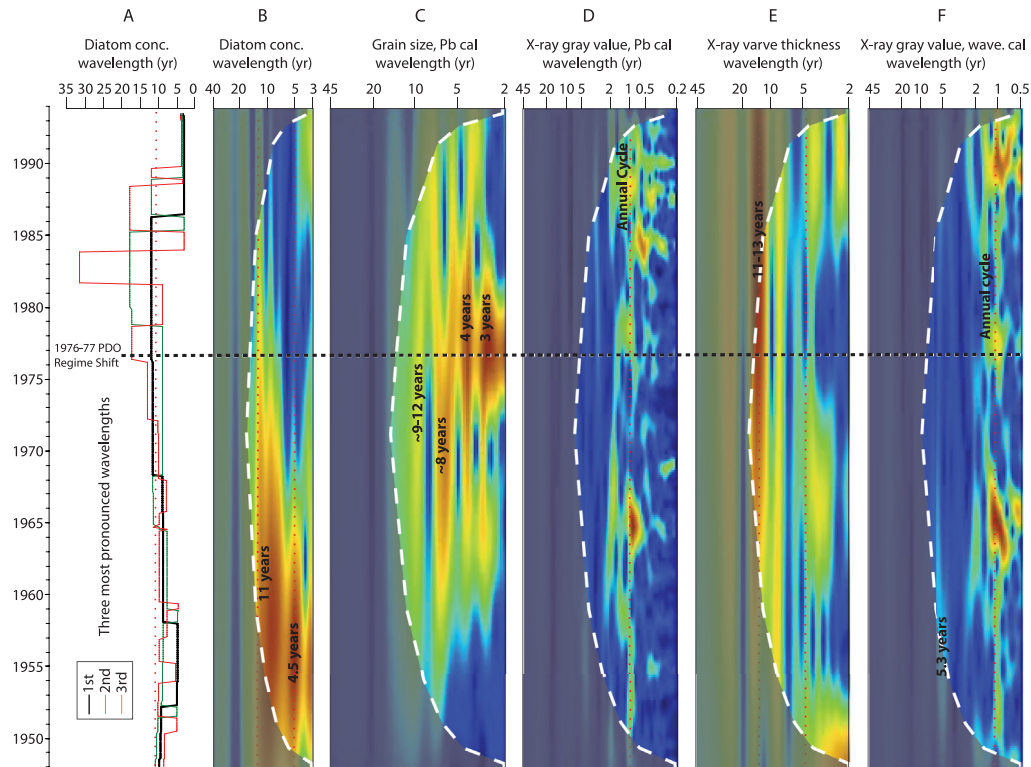 A
B
C
D
E
F
Diatom conc.
wavelength (yr)
Diatom conc.
wavelength (yr)
Grain size, Pb cal
wavelength (yr)
X-ray gray value, Pb cal
wavelength (yr)
X-ray varve thickness
wavelength (yr)
X-ray gray value, wave. cal
wavelength (yr)
35 30 25 20 15 10 5 0
40 20 10 5 3
45 20 10 5 2
45 10 5 2 1 0.5 0.2
45 20 10 5 2
45 20 10 5 2 1 0.5
1990
1985
1980
1975
1970
1965
1960
1955
1950
1976–77 PDO
Regime Shift
Three most pronounced wavelengths
1st
2nd
3rd
11 years
4.5 years
~9–12 years
~8 years
4 years
3 years
Annual Cycle
11–13 years
5.3 years
Annual cycle